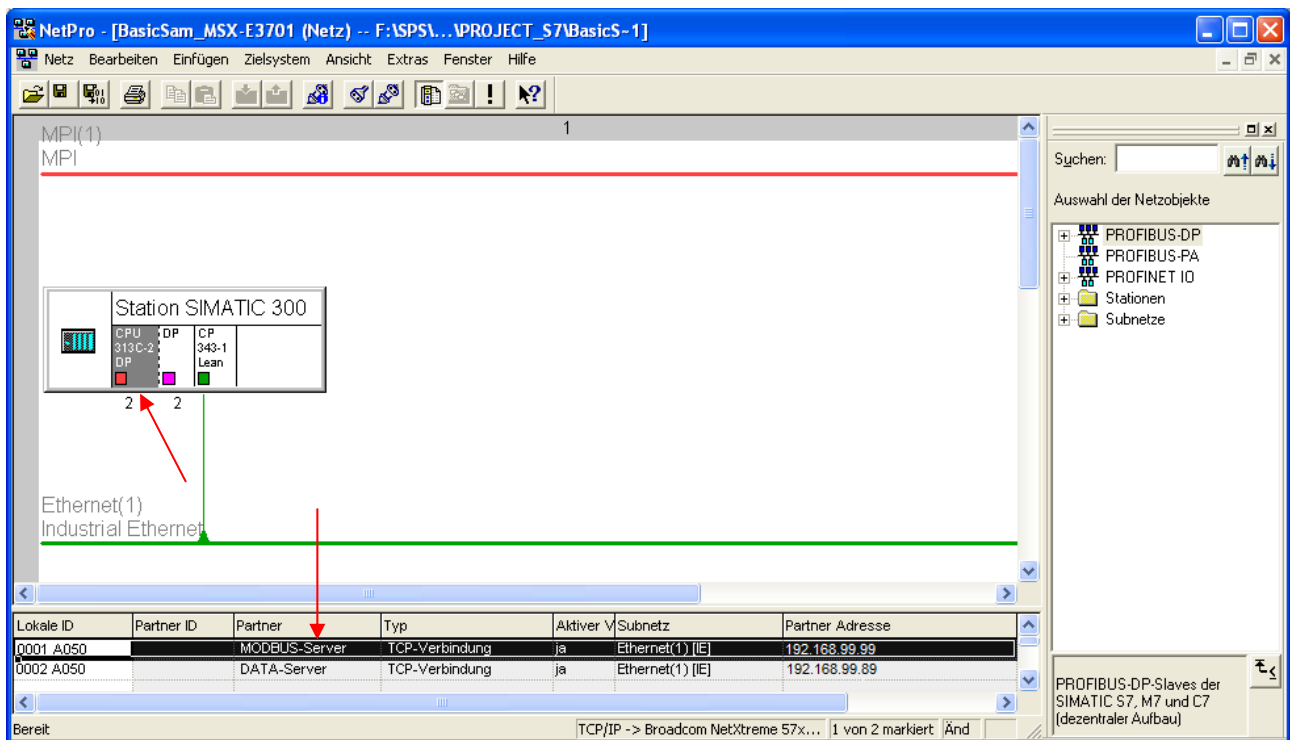 NetPro - [BasicSam_MSX-E3701 (Netz) -- F:\SPS\...\PROJECT_S7\BasicS~1]
Netz Bearbeiten Einfügen Zielsystem Ansicht Extras Fenster Hilfe
1
MPI(1)
MPI
Station SIMATIC 300
CPU 313C-2 DP
DP
CP 343-1 Lean
2 2
Ethernet(1)
Industrial Ethernet
Lokale ID Partner ID Partner Typ Aktiver V Subnetz Partner Adresse
0001 A050 MODBUS-Server TCP-Verbindung ja Ethernet(1) [IE] 192.168.99.99
0002 A050 DATA-Server TCP-Verbindung ja Ethernet(1) [IE] 192.168.99.89
Suchen:
Auswahl der Netzobjekte
PROFIBUS-DP
PROFIBUS-PA
PROFINET IO
Stationen
Subnetze
PROFIBUS-DP-Slaves der
SIMATIC S7, M7 und C7
(dezentraler Aufbau)
Bereit TCP/IP -> Broadcom NetXtreme 57x... 1 von 2 markiert Änd